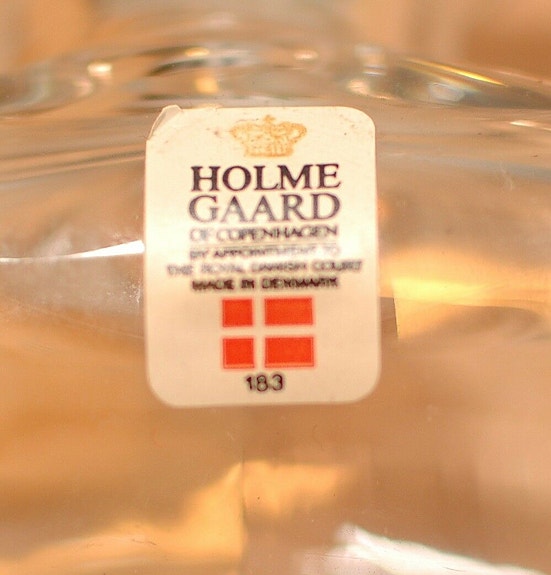 HOLME
GAARD
OF COPENHAGEN
BY APPOINTMENT TO
THE ROYAL DANISH COURT
MADE IN DENMARK
183